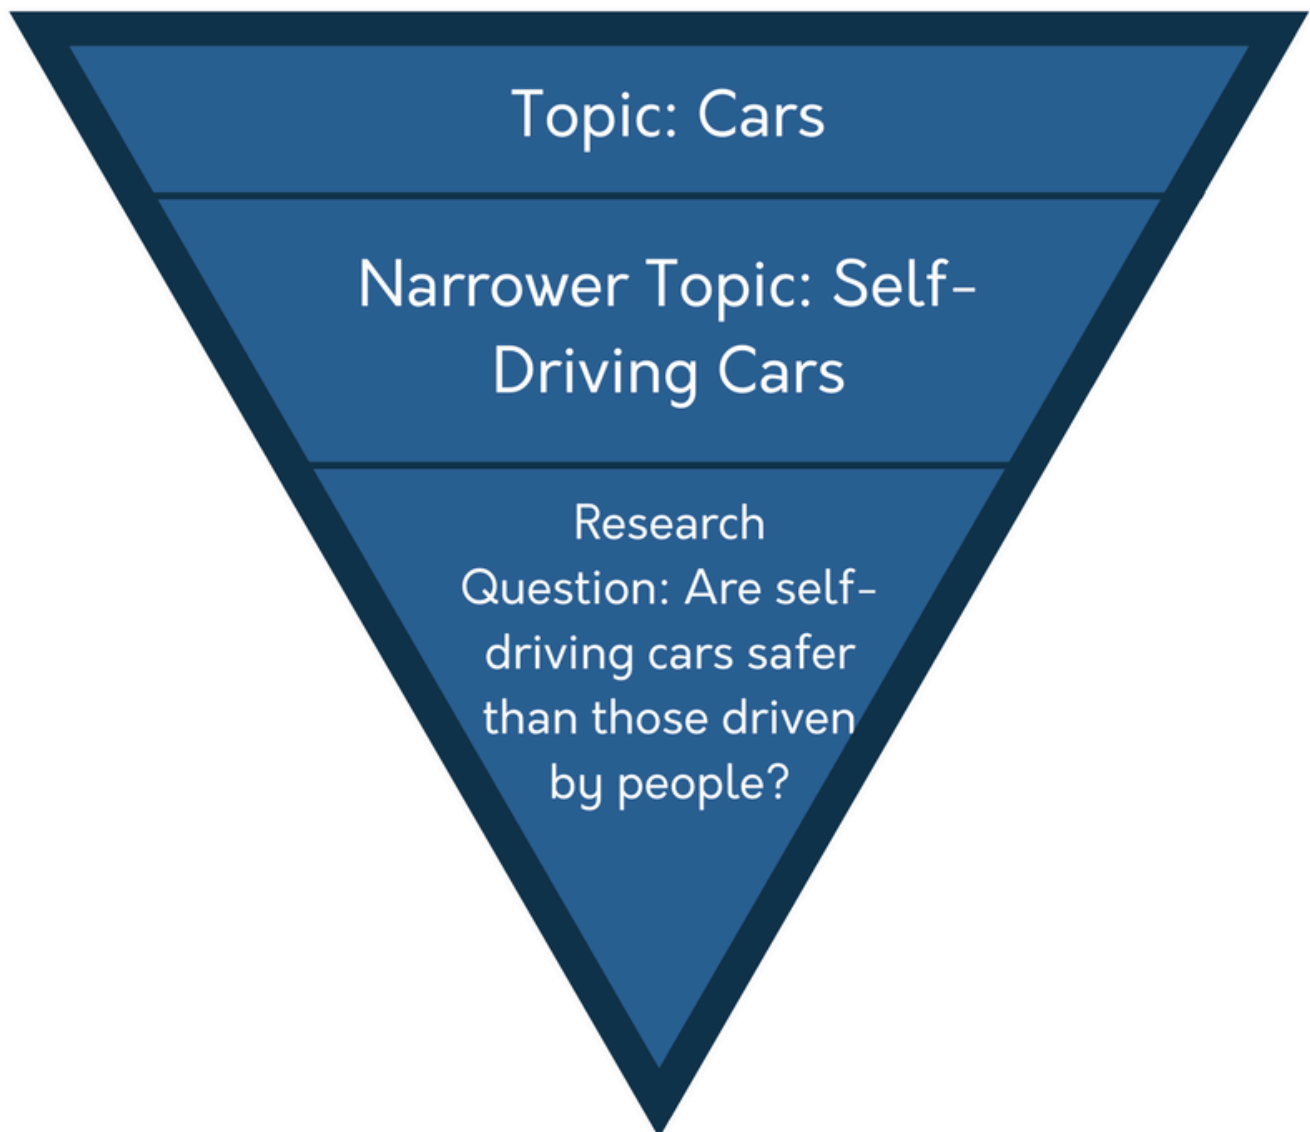 Topic: Cars
Narrower Topic: Self-
Driving Cars
Research
Question: Are self-
driving cars safer
than those driven
by people?